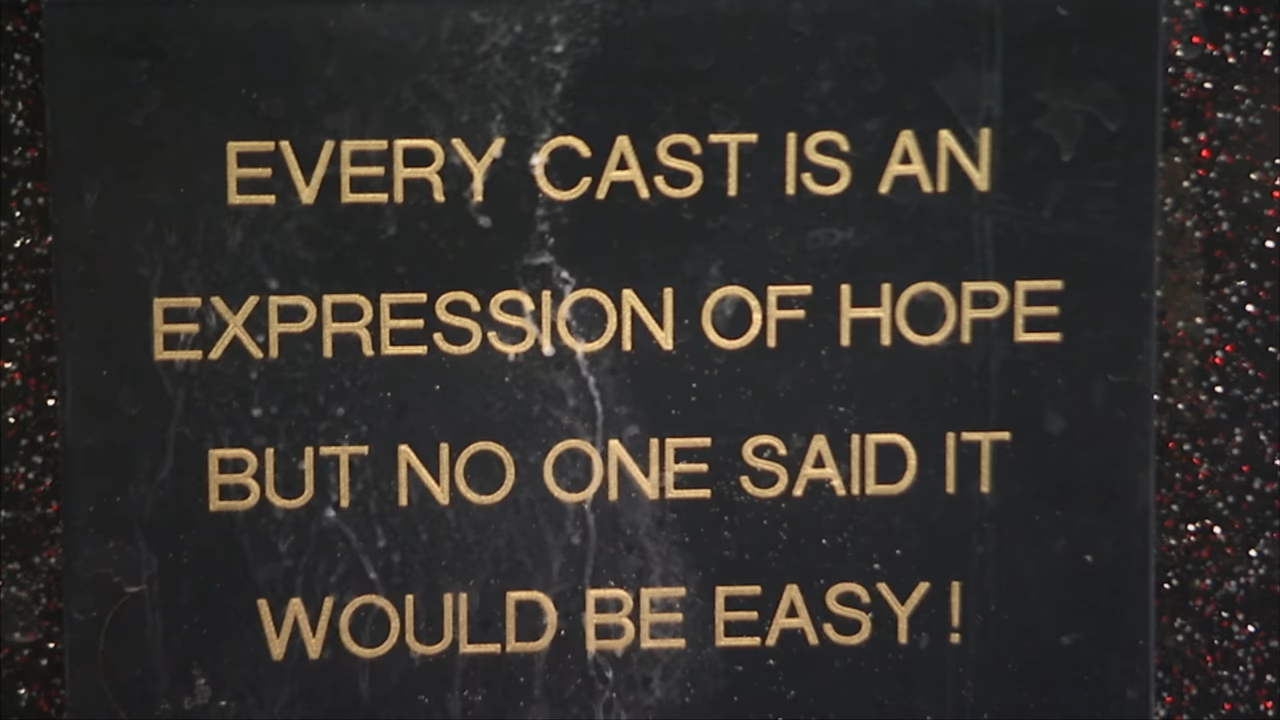 EVERY CAST IS AN
EXPRESSION OF HOPE
BUT NO ONE SAID IT
WOULD BE EASY !